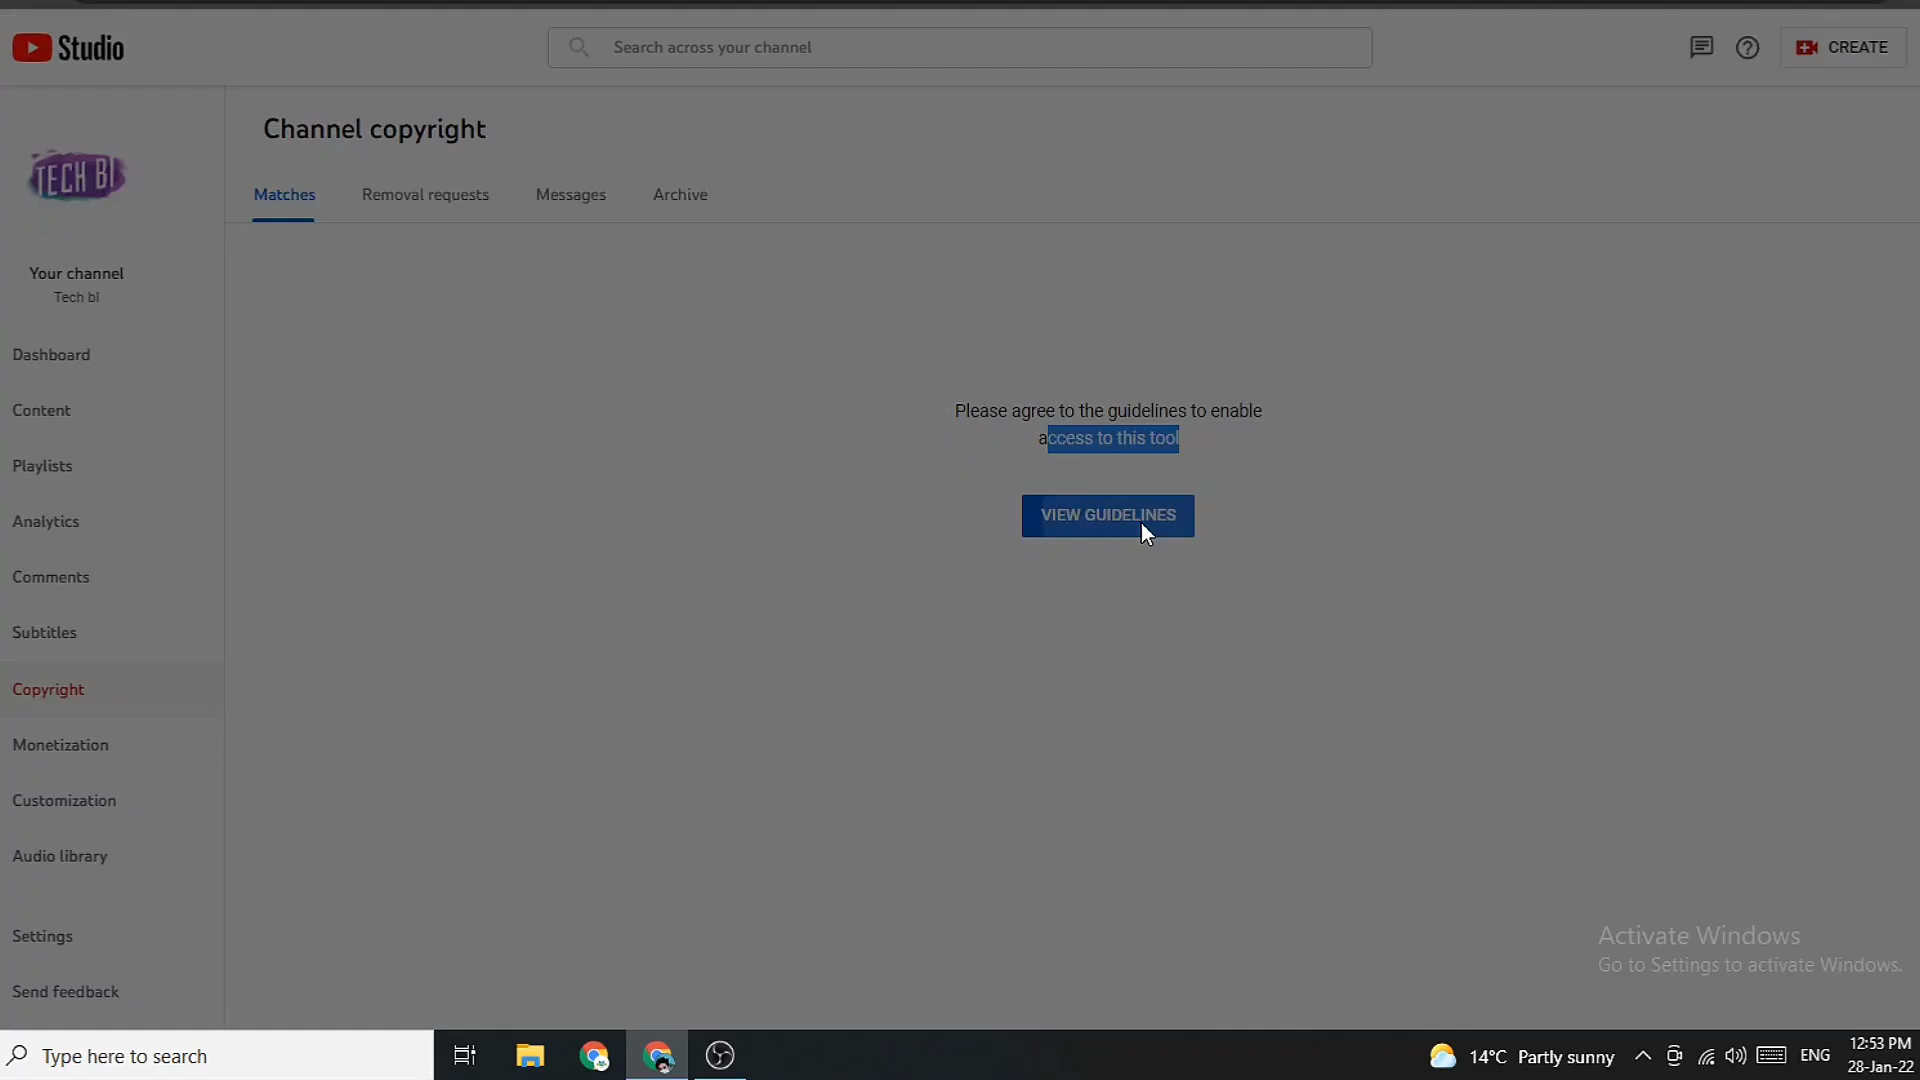 Studio
Search across your channel
CREATE
TECH BI
Your channel
Tech bI
Dashboard
Content
Playlists
Analytics
Comments
Subtitles
Copyright
Monetization
Customization
Audio library
Settings
Send feedback
Channel copyright
Matches
Removal requests
Messages
Archive
Please agree to the guidelines to enable
access to this tool
VIEW GUIDELINES
Activate Windows
Go to Settings to activate Windows.
Type here to search
14°C Partly sunny
ENG
12:53 PM
28-Jan-22